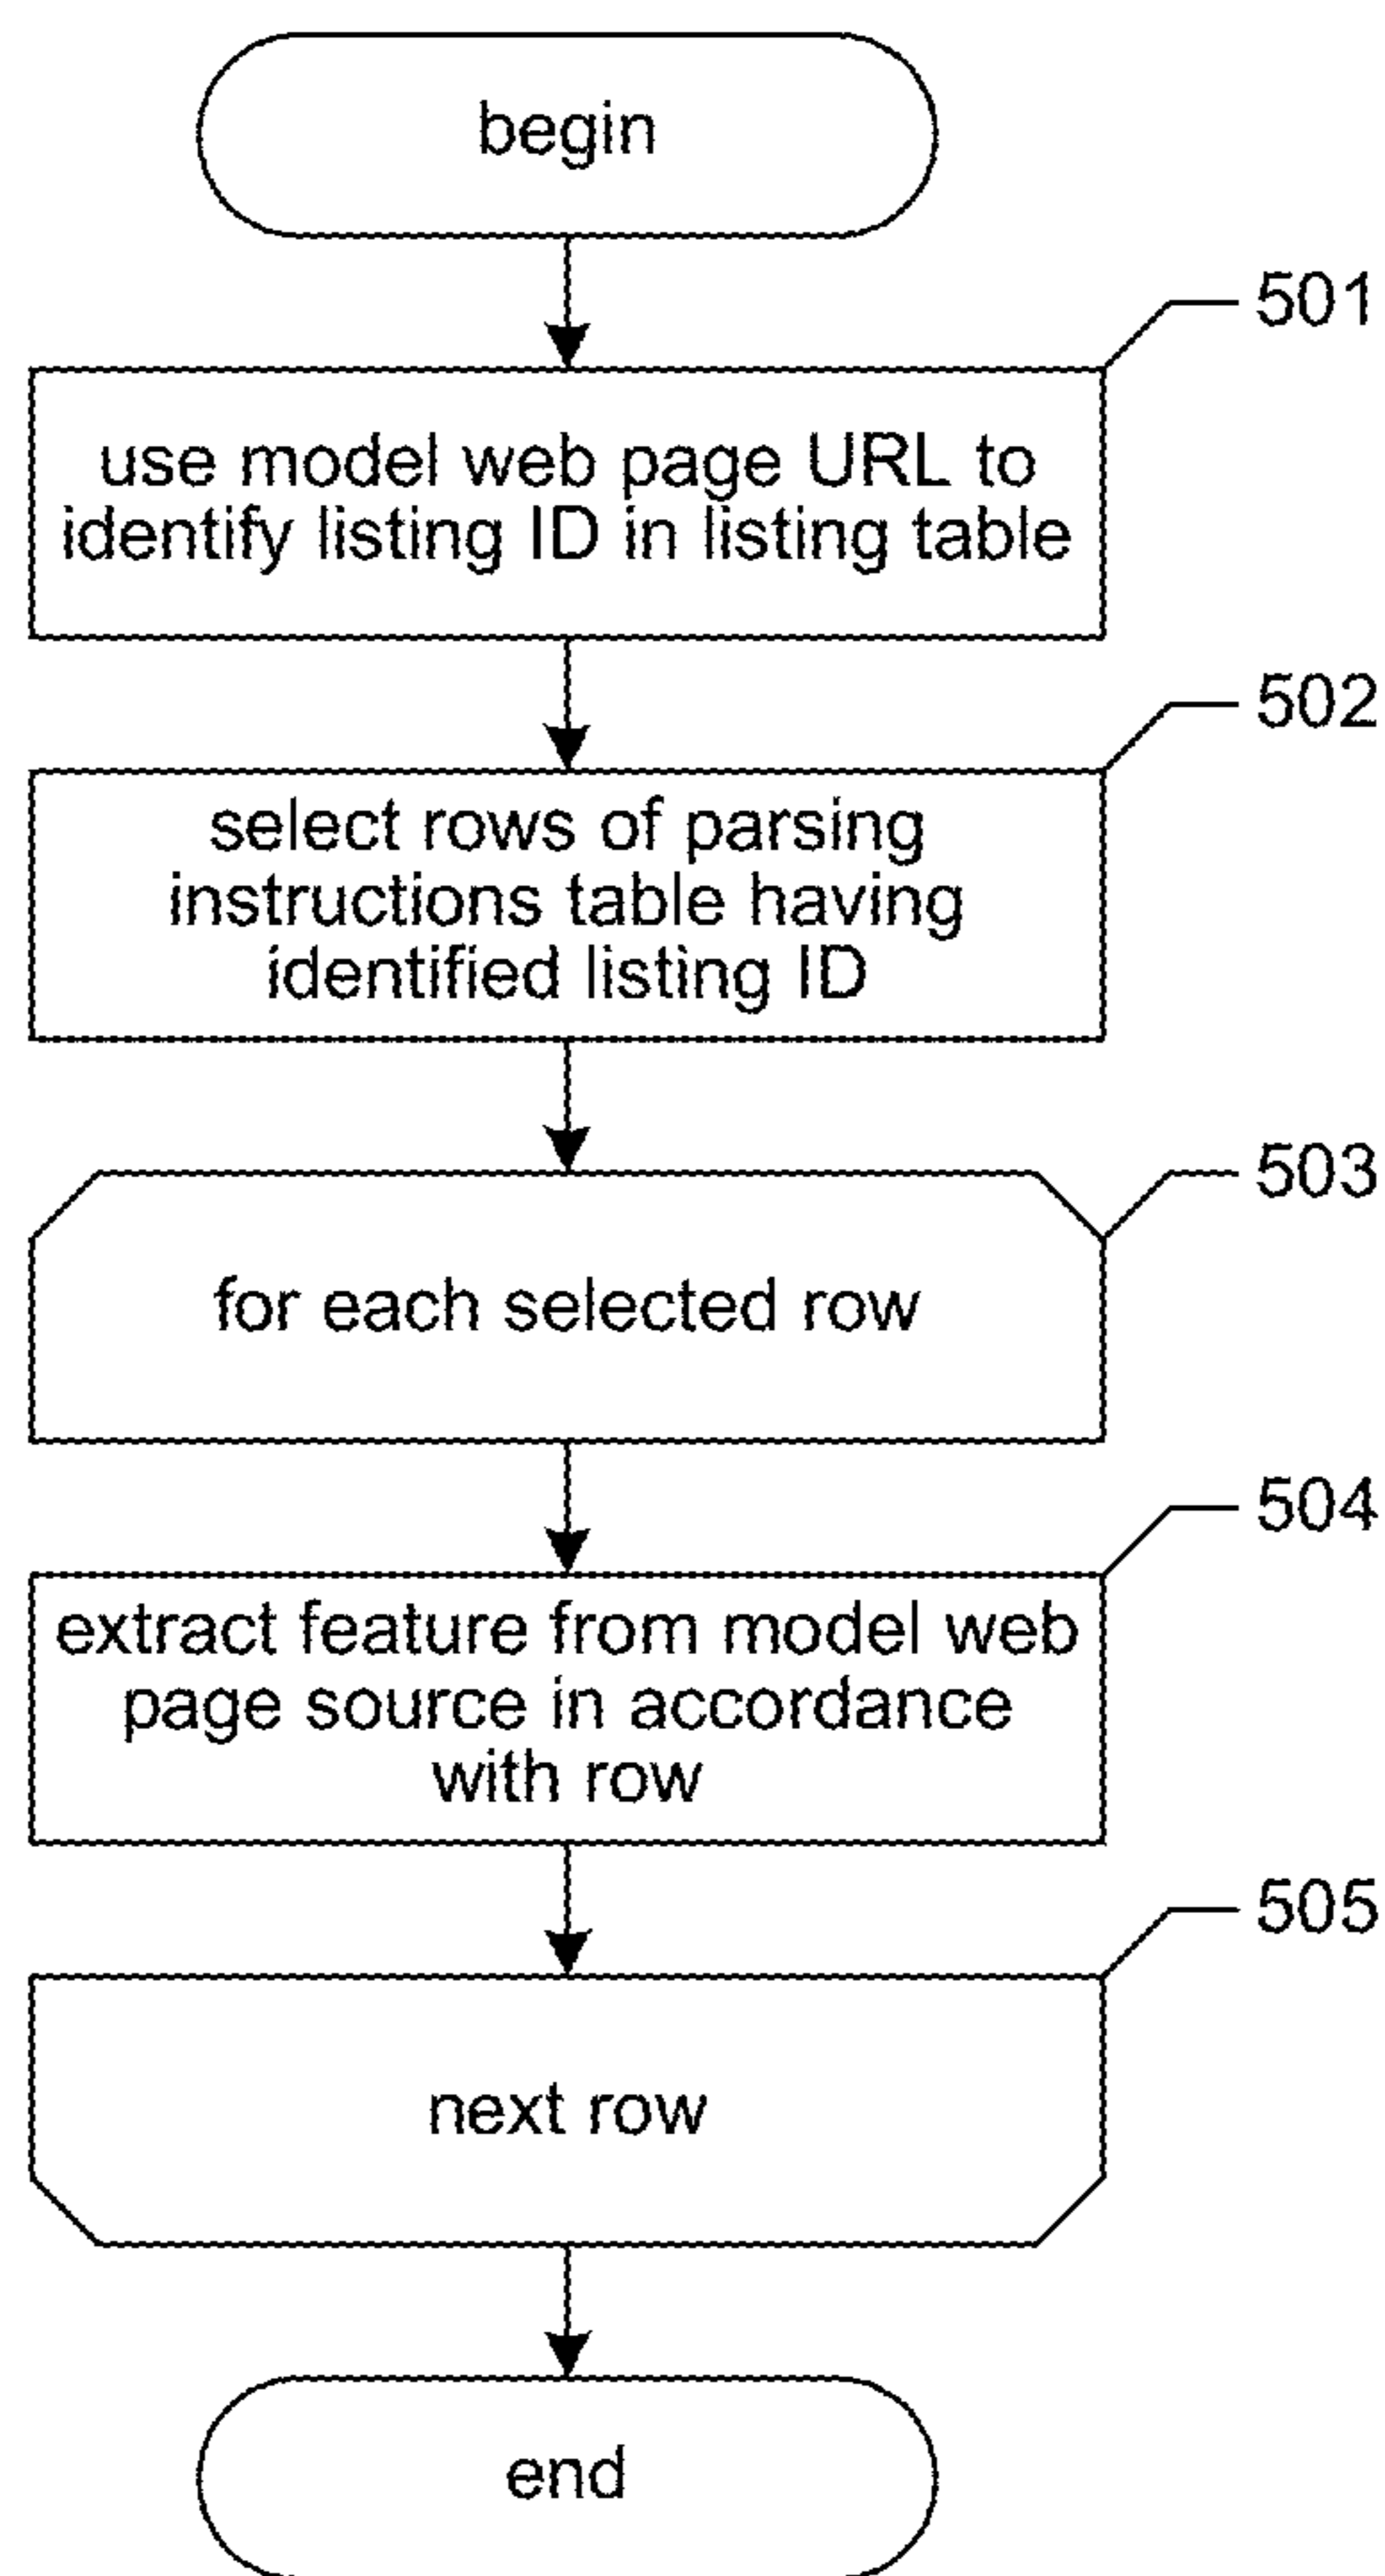 begin
501
use model web page URL to
identify listing ID in listing table
502
select rows of parsing
instructions table having
identified listing ID
503
for each selected row
504
extract feature from model web
page source in accordance
with row
505
next row
end